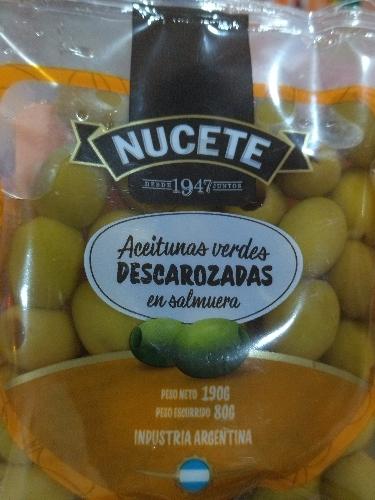 NUCETE
DESDE 1947 JUNTOS
Aceitunas verdes
DESCAROZADAS
en salmuera
PESO NETO 190G
PESO ESCURRIDO 80G
INDUSTRIA ARGENTINA